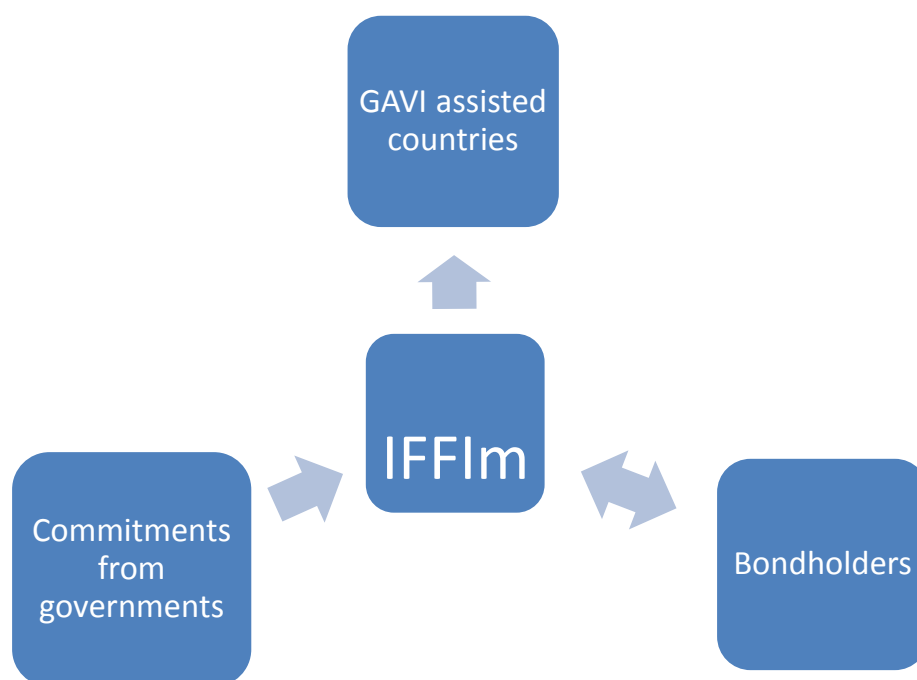 GAVI assisted
countries
IFFIm
Commitments
from
governments
Bondholders